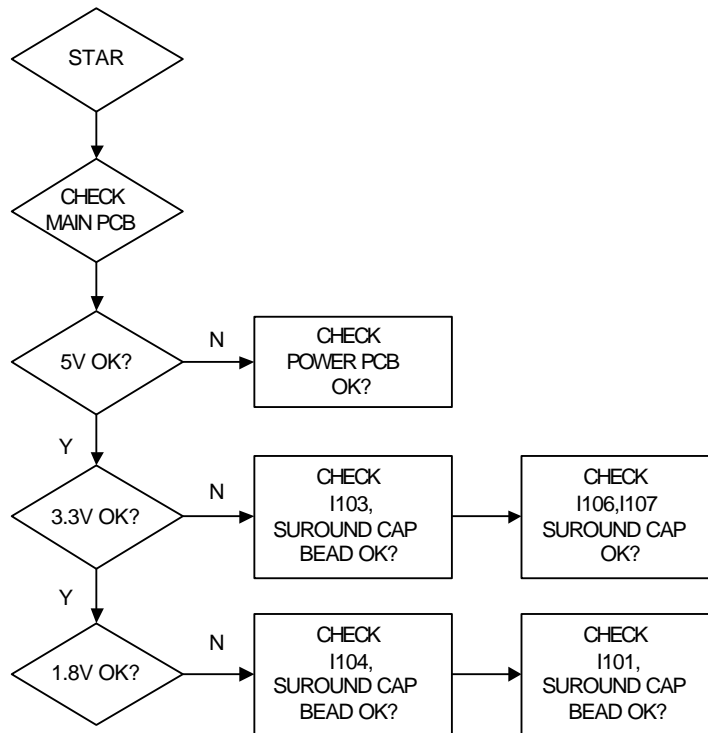 STAR
CHECK
MAIN PCB
5V OK?
N
CHECK
POWER PCB
OK?
Y
3.3V OK?
N
CHECK
I103,
SUROUND CAP
BEAD OK?
CHECK
I106,I107
SUROUND CAP
OK?
Y
1.8V OK?
N
CHECK
I104,
SUROUND CAP
BEAD OK?
CHECK
I101,
SUROUND CAP
BEAD OK?